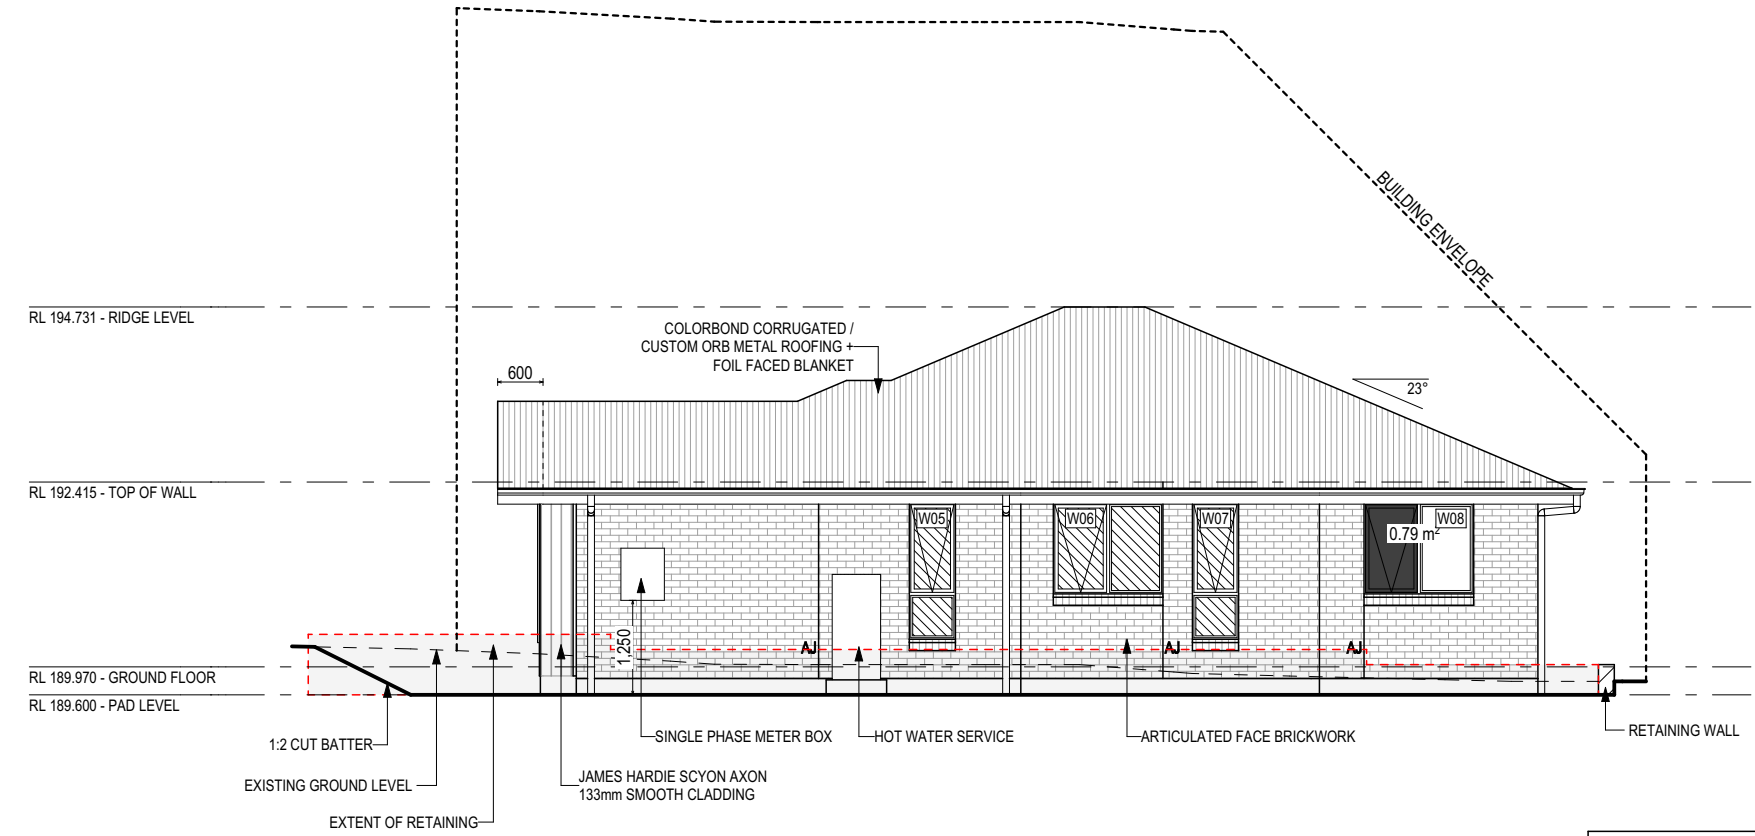 BUILDING ENVELOPE
RL 194.731 - RIDGE LEVEL
COLORBOND CORRUGATED /
CUSTOM ORB METAL ROOFING +
FOIL FACED BLANKET
600
23°
RL 192.415 - TOP OF WALL
W05
W06
W07
W08
0.79 m²
1,250
AJ
AJ
AJ
RL 189.970 - GROUND FLOOR
RL 189.600 - PAD LEVEL
1:2 CUT BATTER
SINGLE PHASE METER BOX
HOT WATER SERVICE
ARTICULATED FACE BRICKWORK
RETAINING WALL
EXISTING GROUND LEVEL
JAMES HARDIE SCYON AXON
133mm SMOOTH CLADDING
EXTENT OF RETAINING